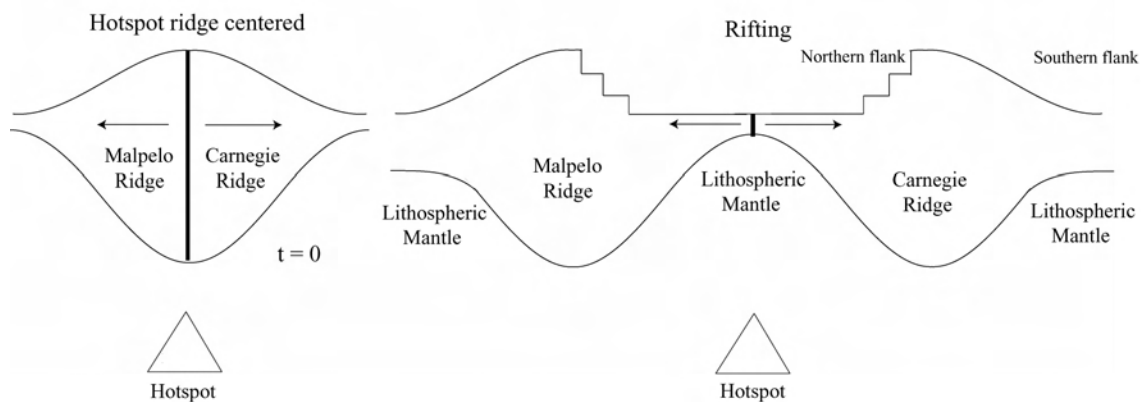 Hotspot ridge centered
Malpelo
Ridge
Carnegie
Ridge
t = 0
Hotspot
Rifting
Northern flank
Southern flank
Malpelo
Ridge
Lithospheric
Mantle
Carnegie
Ridge
Lithospheric
Mantle
Lithospheric
Mantle
Hotspot